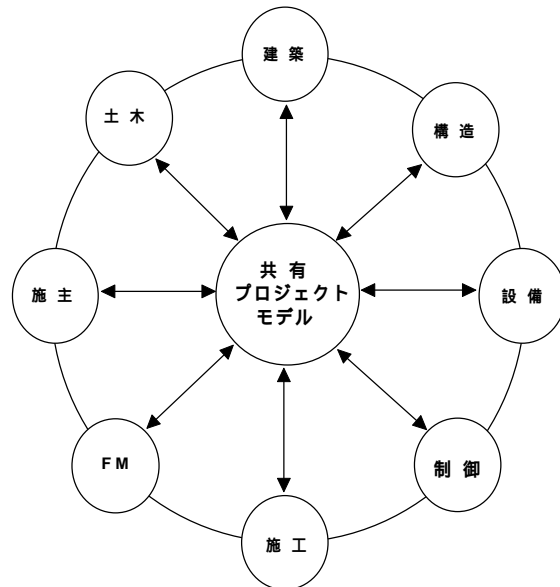 建築
土木
構造
施主
共有
プロジェクト
モデル
設備
FM
制御
施工